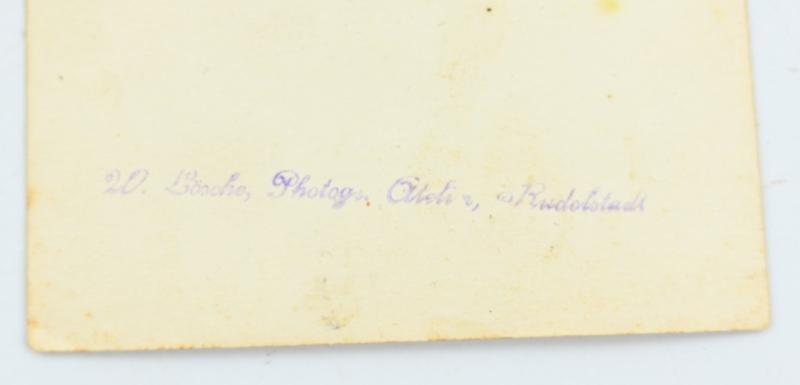 W. Lösche, Photogr. Atelier, Rudolstadt